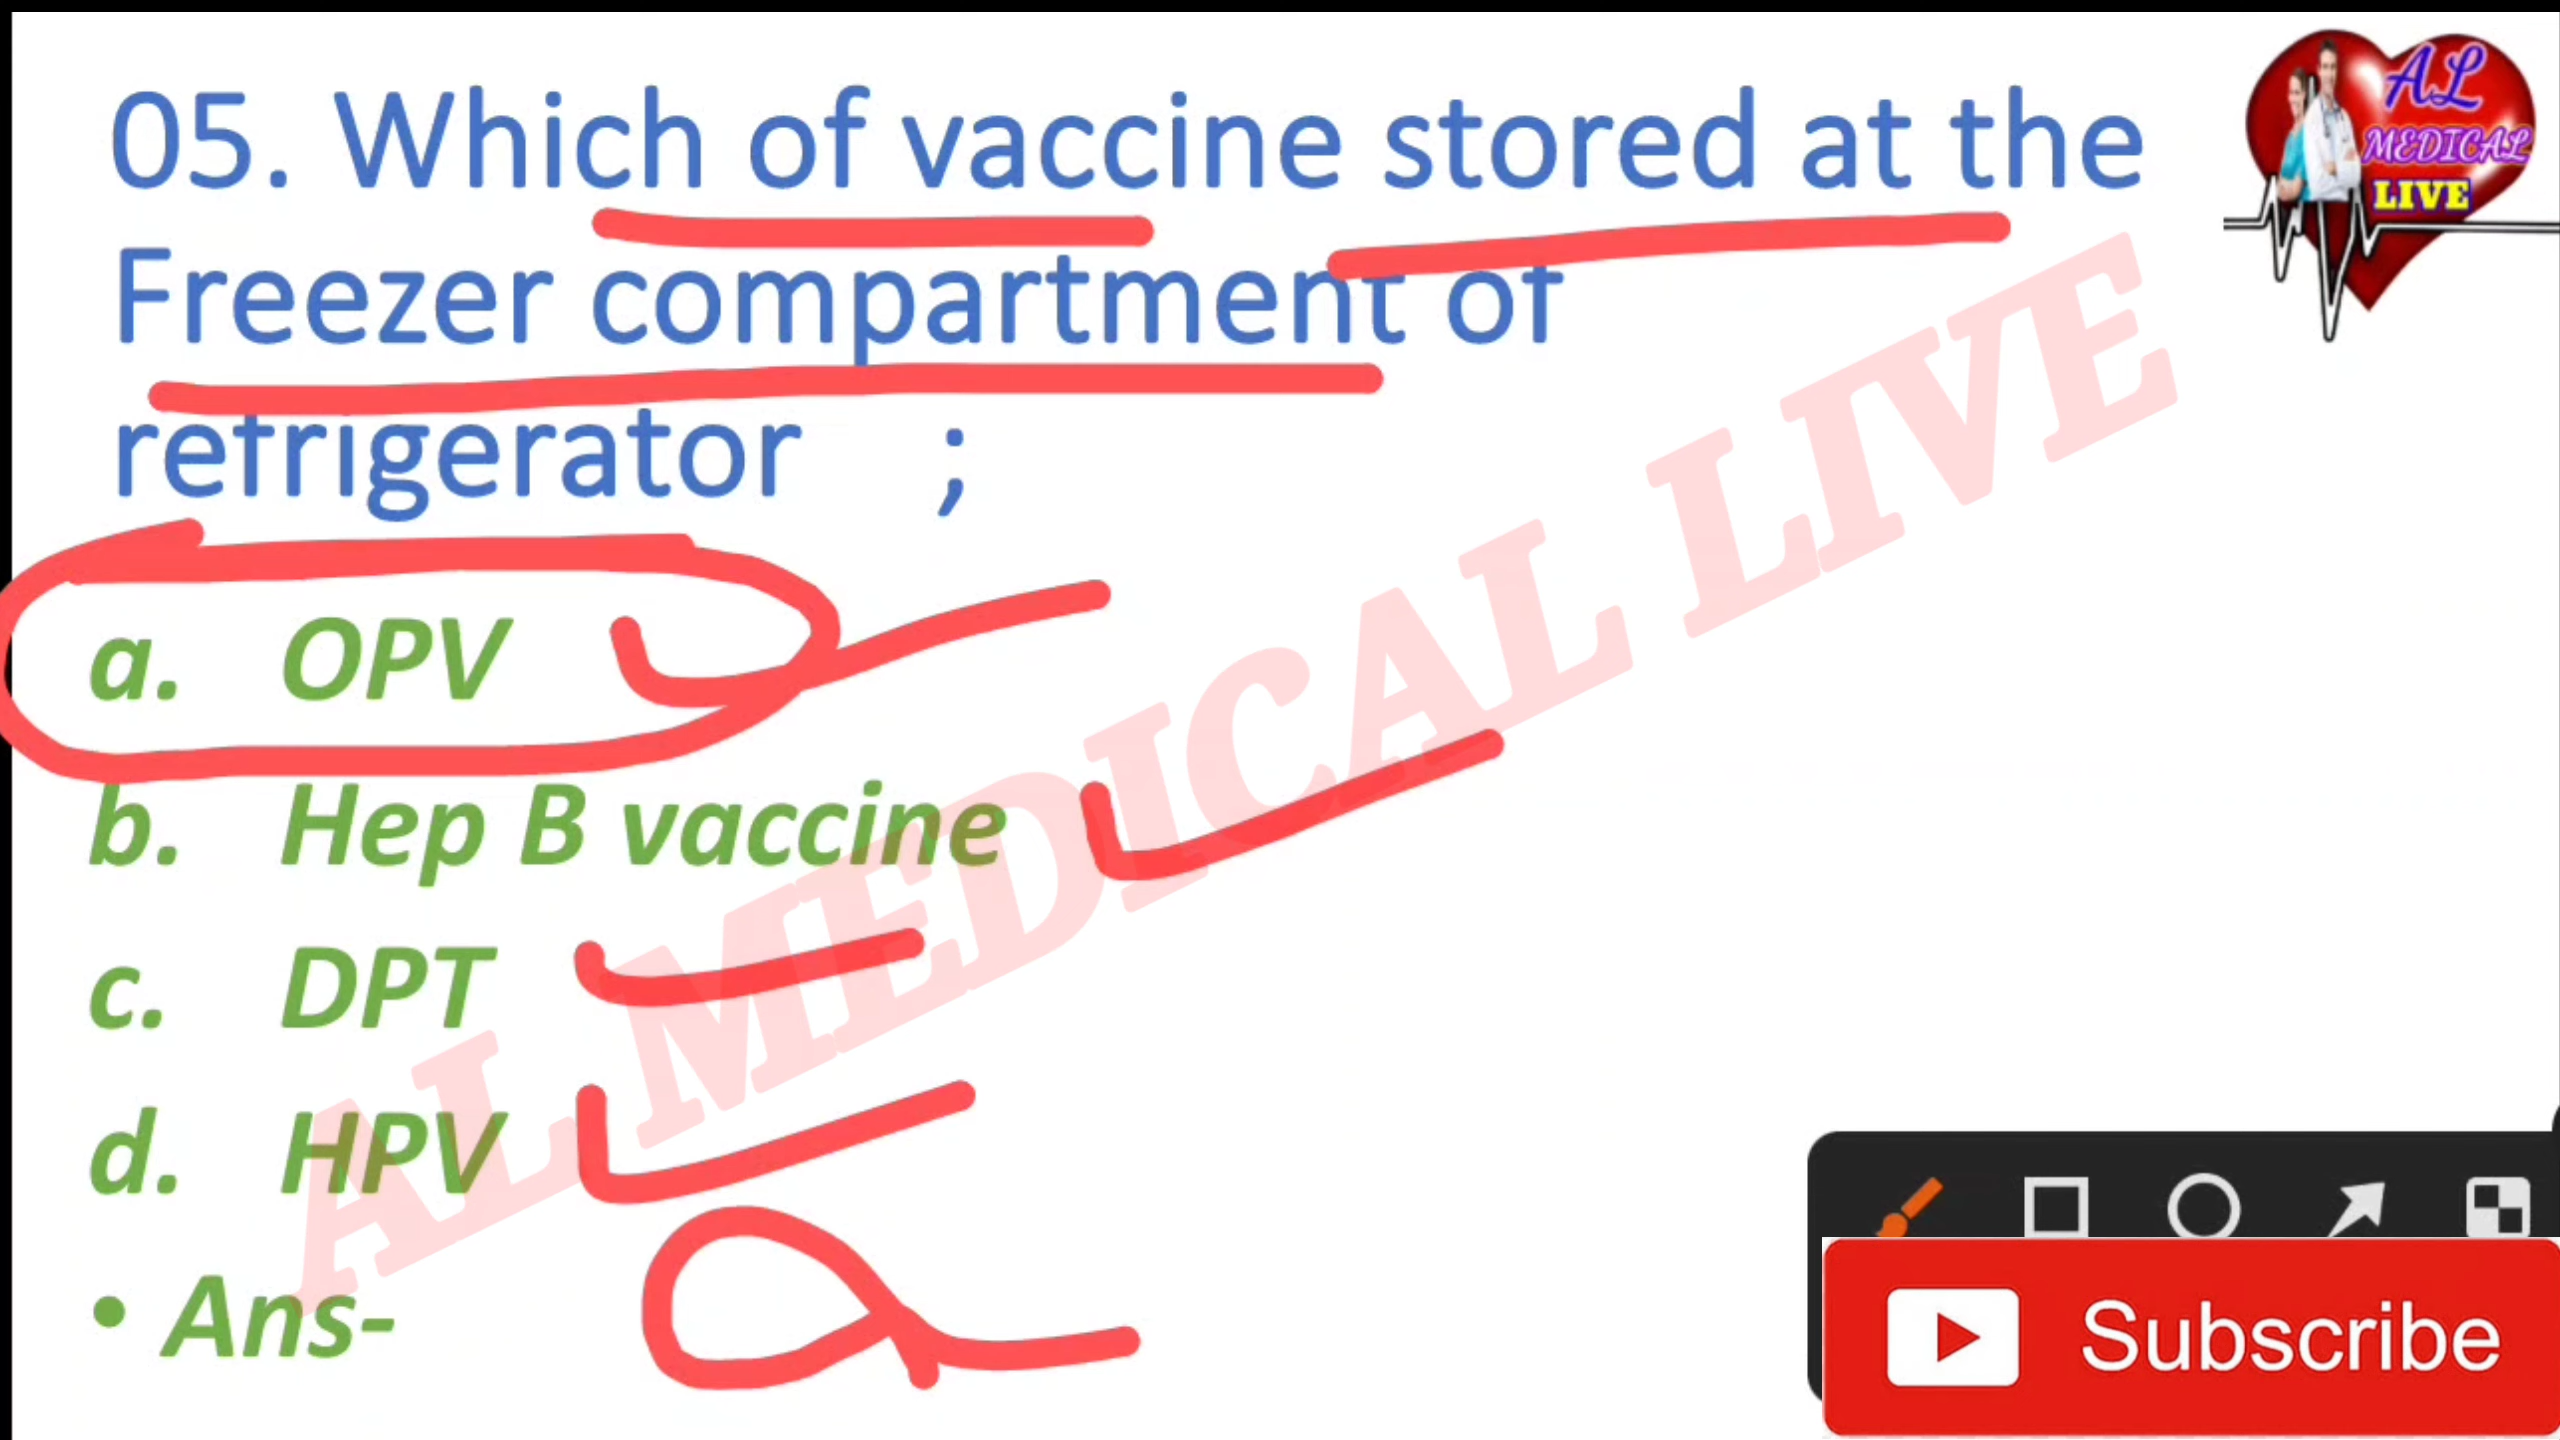 05. Which of vaccine stored at the
Freezer compartment of
refrigerator ;
a. OPV
b. Hep B vaccine
c. DPT
d. HPV
• Ans- a
AL
MEDICAL
LIVE
AL MEDICAL LIVE
Subscribe